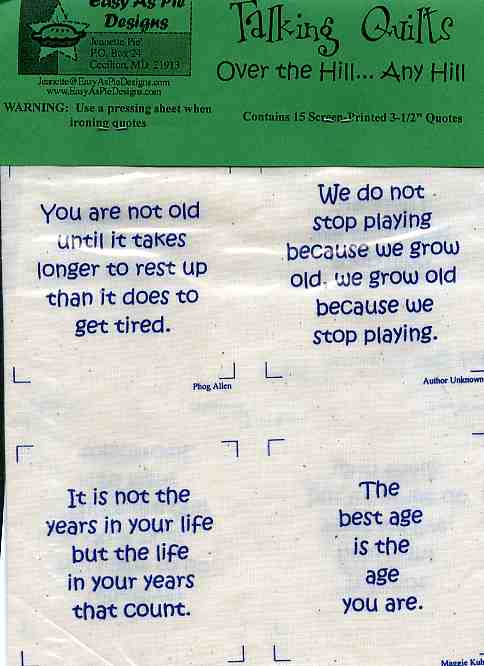 Easy As Pie
Designs
Jeanette Pie'
P.O. Box 24
Cecilton, MD 21913
Jeanette@EasyAsPieDesigns.com
www.EasyAsPieDesigns.com
WARNING: Use a pressing sheet when
ironing quotes
Talking Quilts
Over the Hill... Any Hill
Contains 15 Screen-Printed 3-1/2" Quotes
You are not old
until it takes
longer to rest up
than it does to
get tired.
Phog Allen
We do not
stop playing
because we grow
old, we grow old
because we
stop playing.
Author Unknown
It is not the
years in your life
but the life
in your years
that count.
The
best age
is the
age
you are.
Maggie Kuh